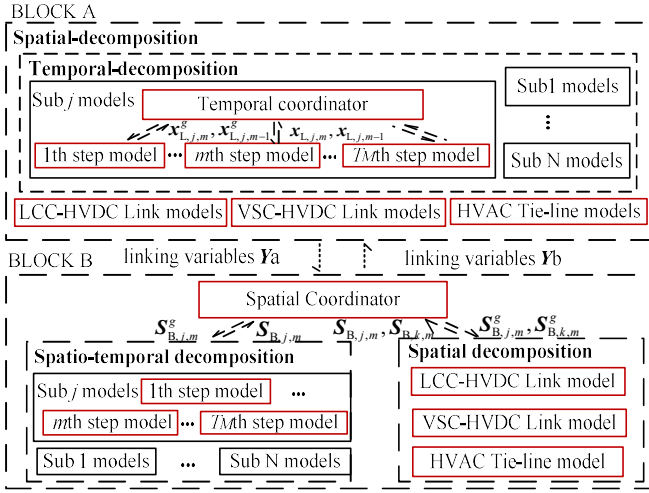 BLOCK A
Spatial-decomposition
Temporal-decomposition
Sub j models
Temporal coordinator
x^g_{L,j,m}, x^g_{L,j,m-1} x_{L,j,m}, x_{L,j,m-1}
1th step model ... mth step model ... TMth step model
Sub1 models
⋮
Sub N models
LCC-HVDC Link models VSC-HVDC Link models HVAC Tie-line models
linking variables Ya linking variables Yb
BLOCK B
Spatial Coordinator
S^g_{B,j,m} S_{B,j,m} S_{B,j,m}, S_{B,k,m} S^g_{B,j,m}, S^g_{B,k,m}
Spatio-temporal decomposition
Sub j models 1th step model ...
mth step model ... TMth step model
Sub 1 models ... Sub N models
Spatial decomposition
LCC-HVDC Link model
VSC-HVDC Link model
HVAC Tie-line model